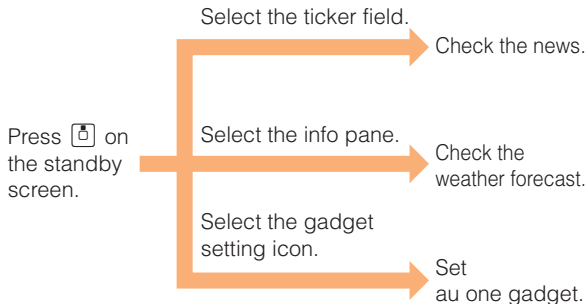 Select the ticker field.
Check the news.
Press on
the standby
screen.
Select the info pane.
Check the
weather forecast.
Select the gadget
setting icon.
Set
au one gadget.